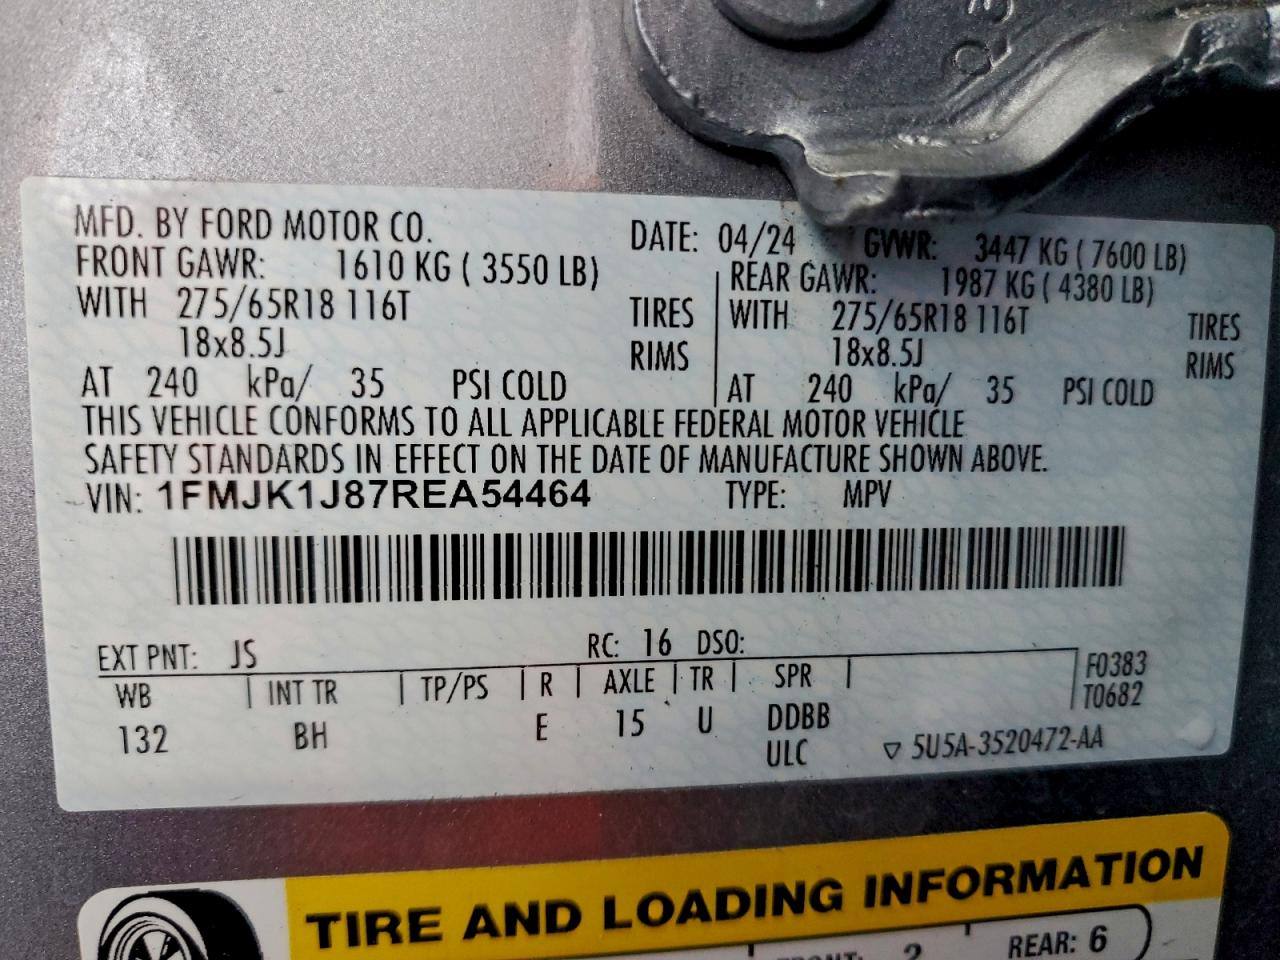 MFD. BY FORD MOTOR CO. DATE: 04/24 GVWR: 3447 KG ( 7600 LB)
FRONT GAWR: 1610 KG ( 3550 LB) REAR GAWR: 1987 KG ( 4380 LB)
WITH 275/65R18 116T TIRES WITH 275/65R18 116T TIRES
18x8.5J RIMS 18x8.5J RIMS
AT 240 kPa/ 35 PSI COLD AT 240 kPa/ 35 PSI COLD
THIS VEHICLE CONFORMS TO ALL APPLICABLE FEDERAL MOTOR VEHICLE
SAFETY STANDARDS IN EFFECT ON THE DATE OF MANUFACTURE SHOWN ABOVE.
VIN: 1FMJK1J87REA54464 TYPE: MPV
EXT PNT: JS RC: 16 DSO:
WB INT TR TP/PS R AXLE TR SPR F0383
T0682
132 BH E 15 U DDBB
ULC 5U5A-3520472-AA
TIRE AND LOADING INFORMATION
FRONT: 2 REAR: 6